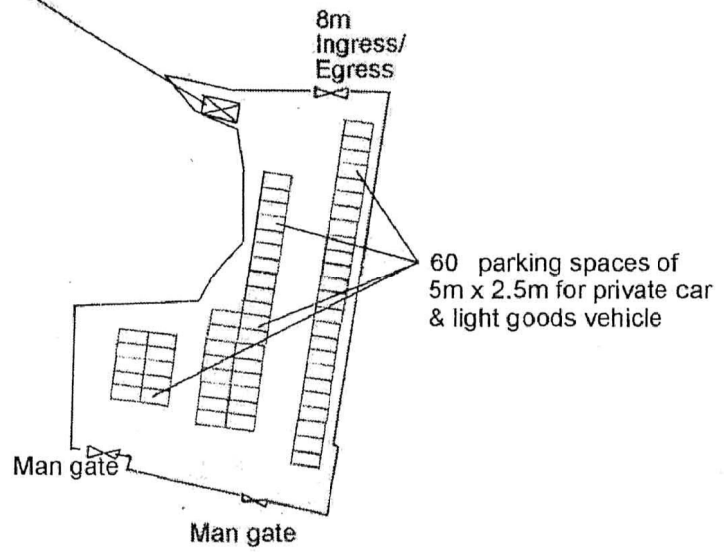 8m
Ingress/
Egress
60 parking spaces of
5m x 2.5m for private car
& light goods vehicle
Man gate
Man gate